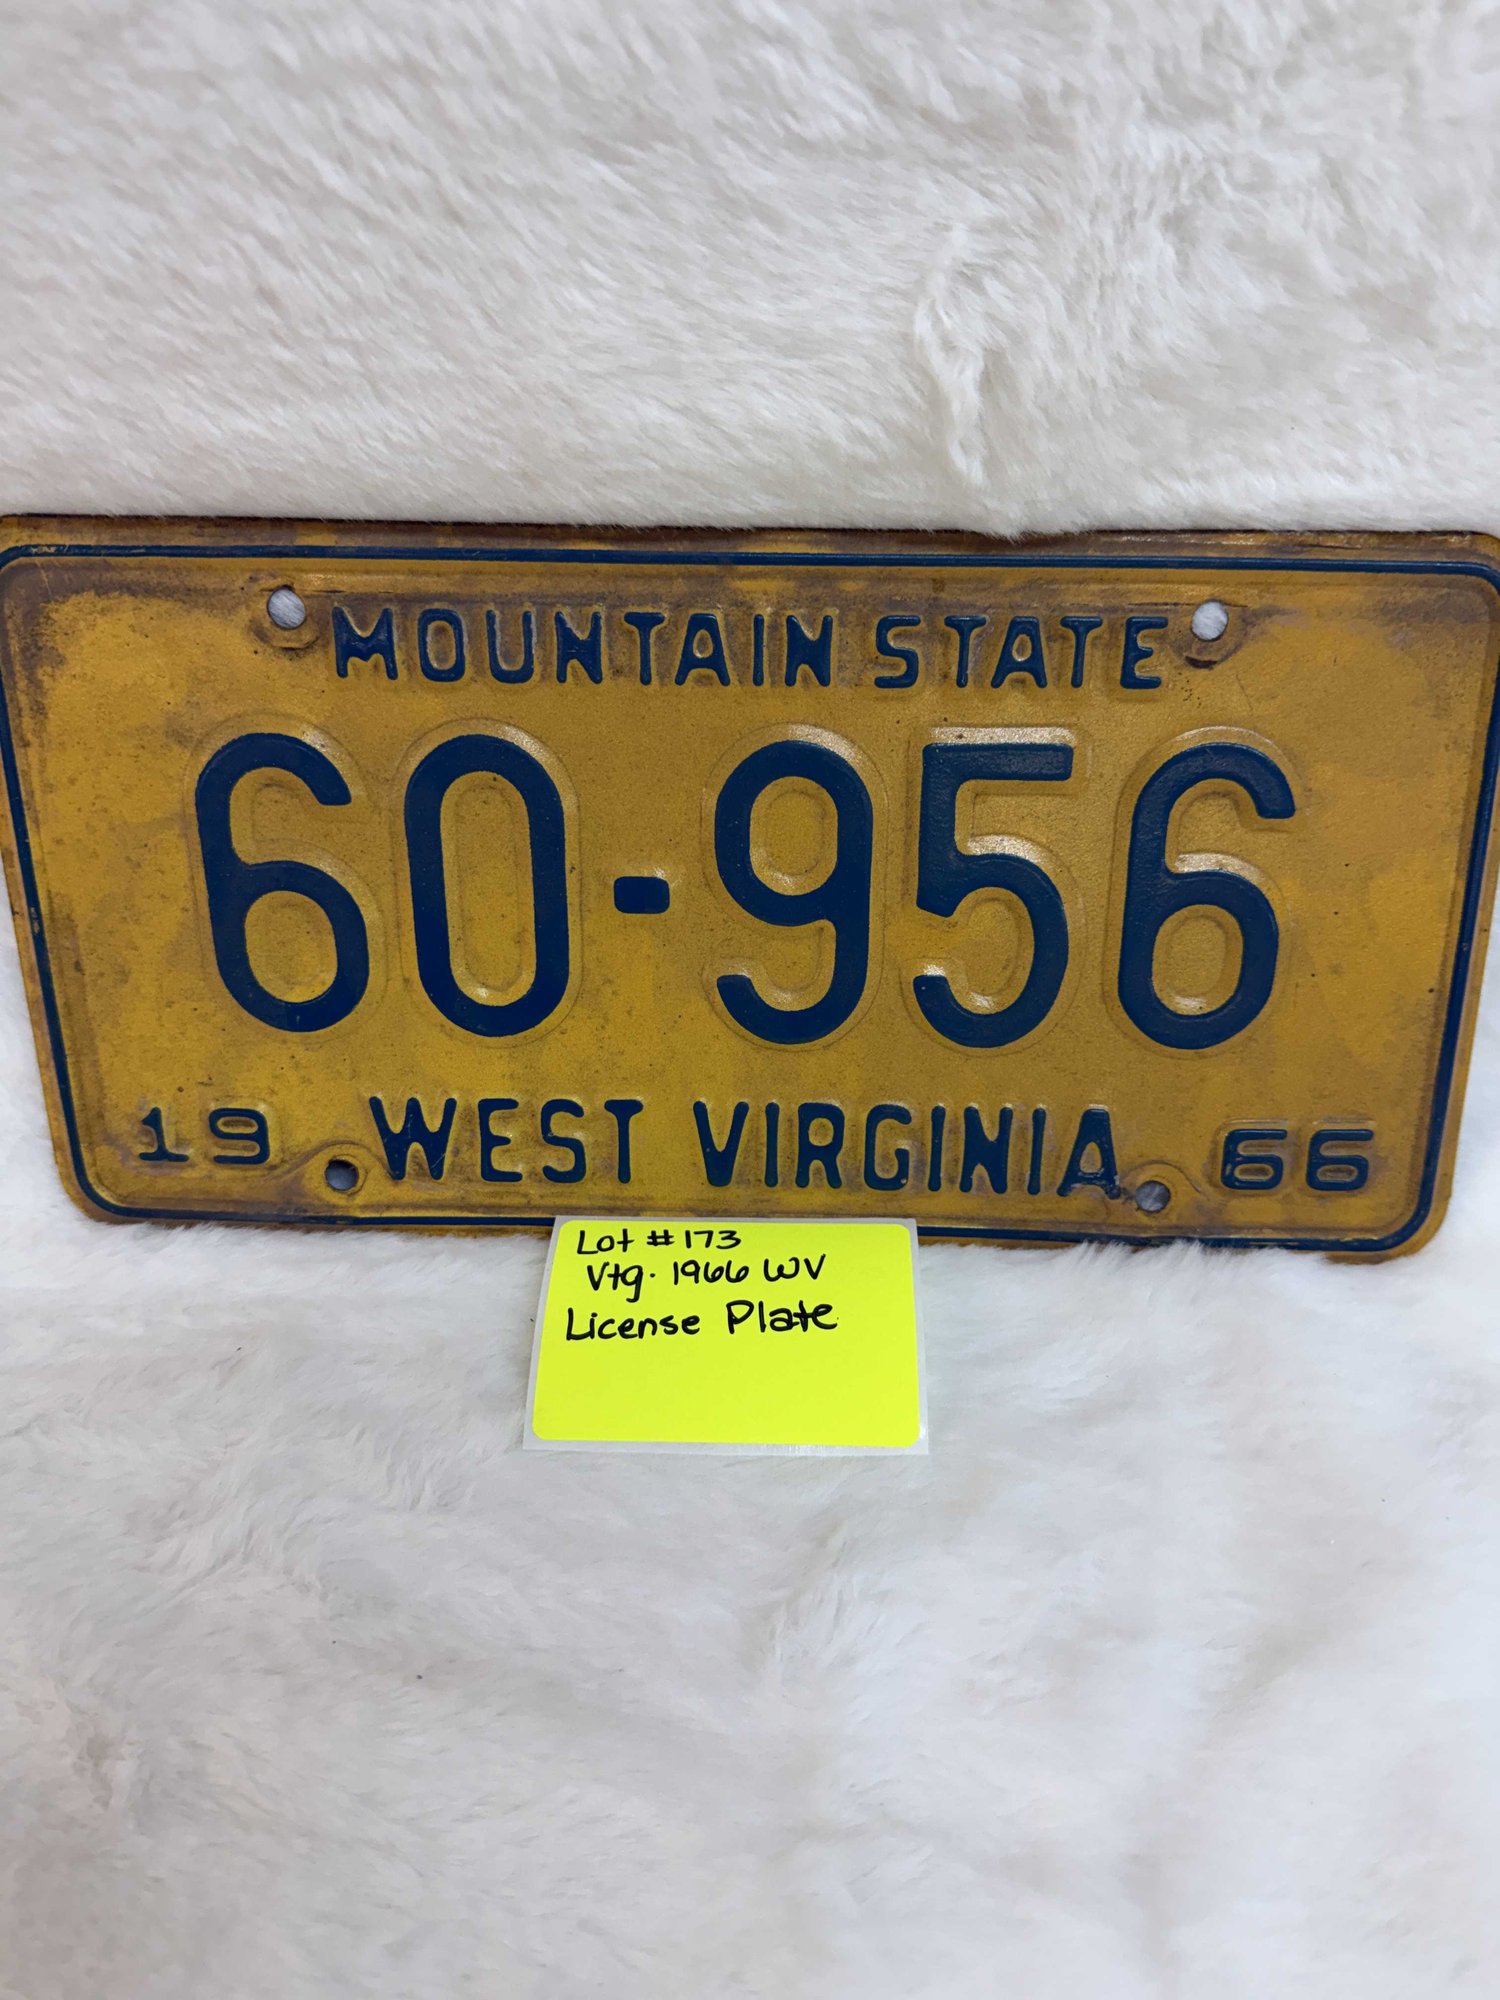 MOUNTAIN STATE
60-956
19 WEST VIRGINIA 66
Lot #173
Vtg. 1966 WV
License Plate